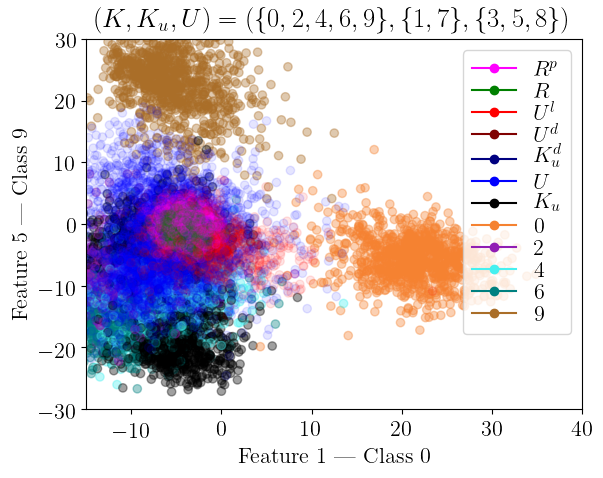 (K, K_u, U) = ({0, 2, 4, 6, 9}, {1, 7}, {3, 5, 8})
30
20
10
0
−10
−20
−30
Feature 5 — Class 9
R^p
R
U^l
U^d
K_u^d
U
K_u
0
2
4
6
9
−10
0
10
20
30
40
Feature 1 — Class 0